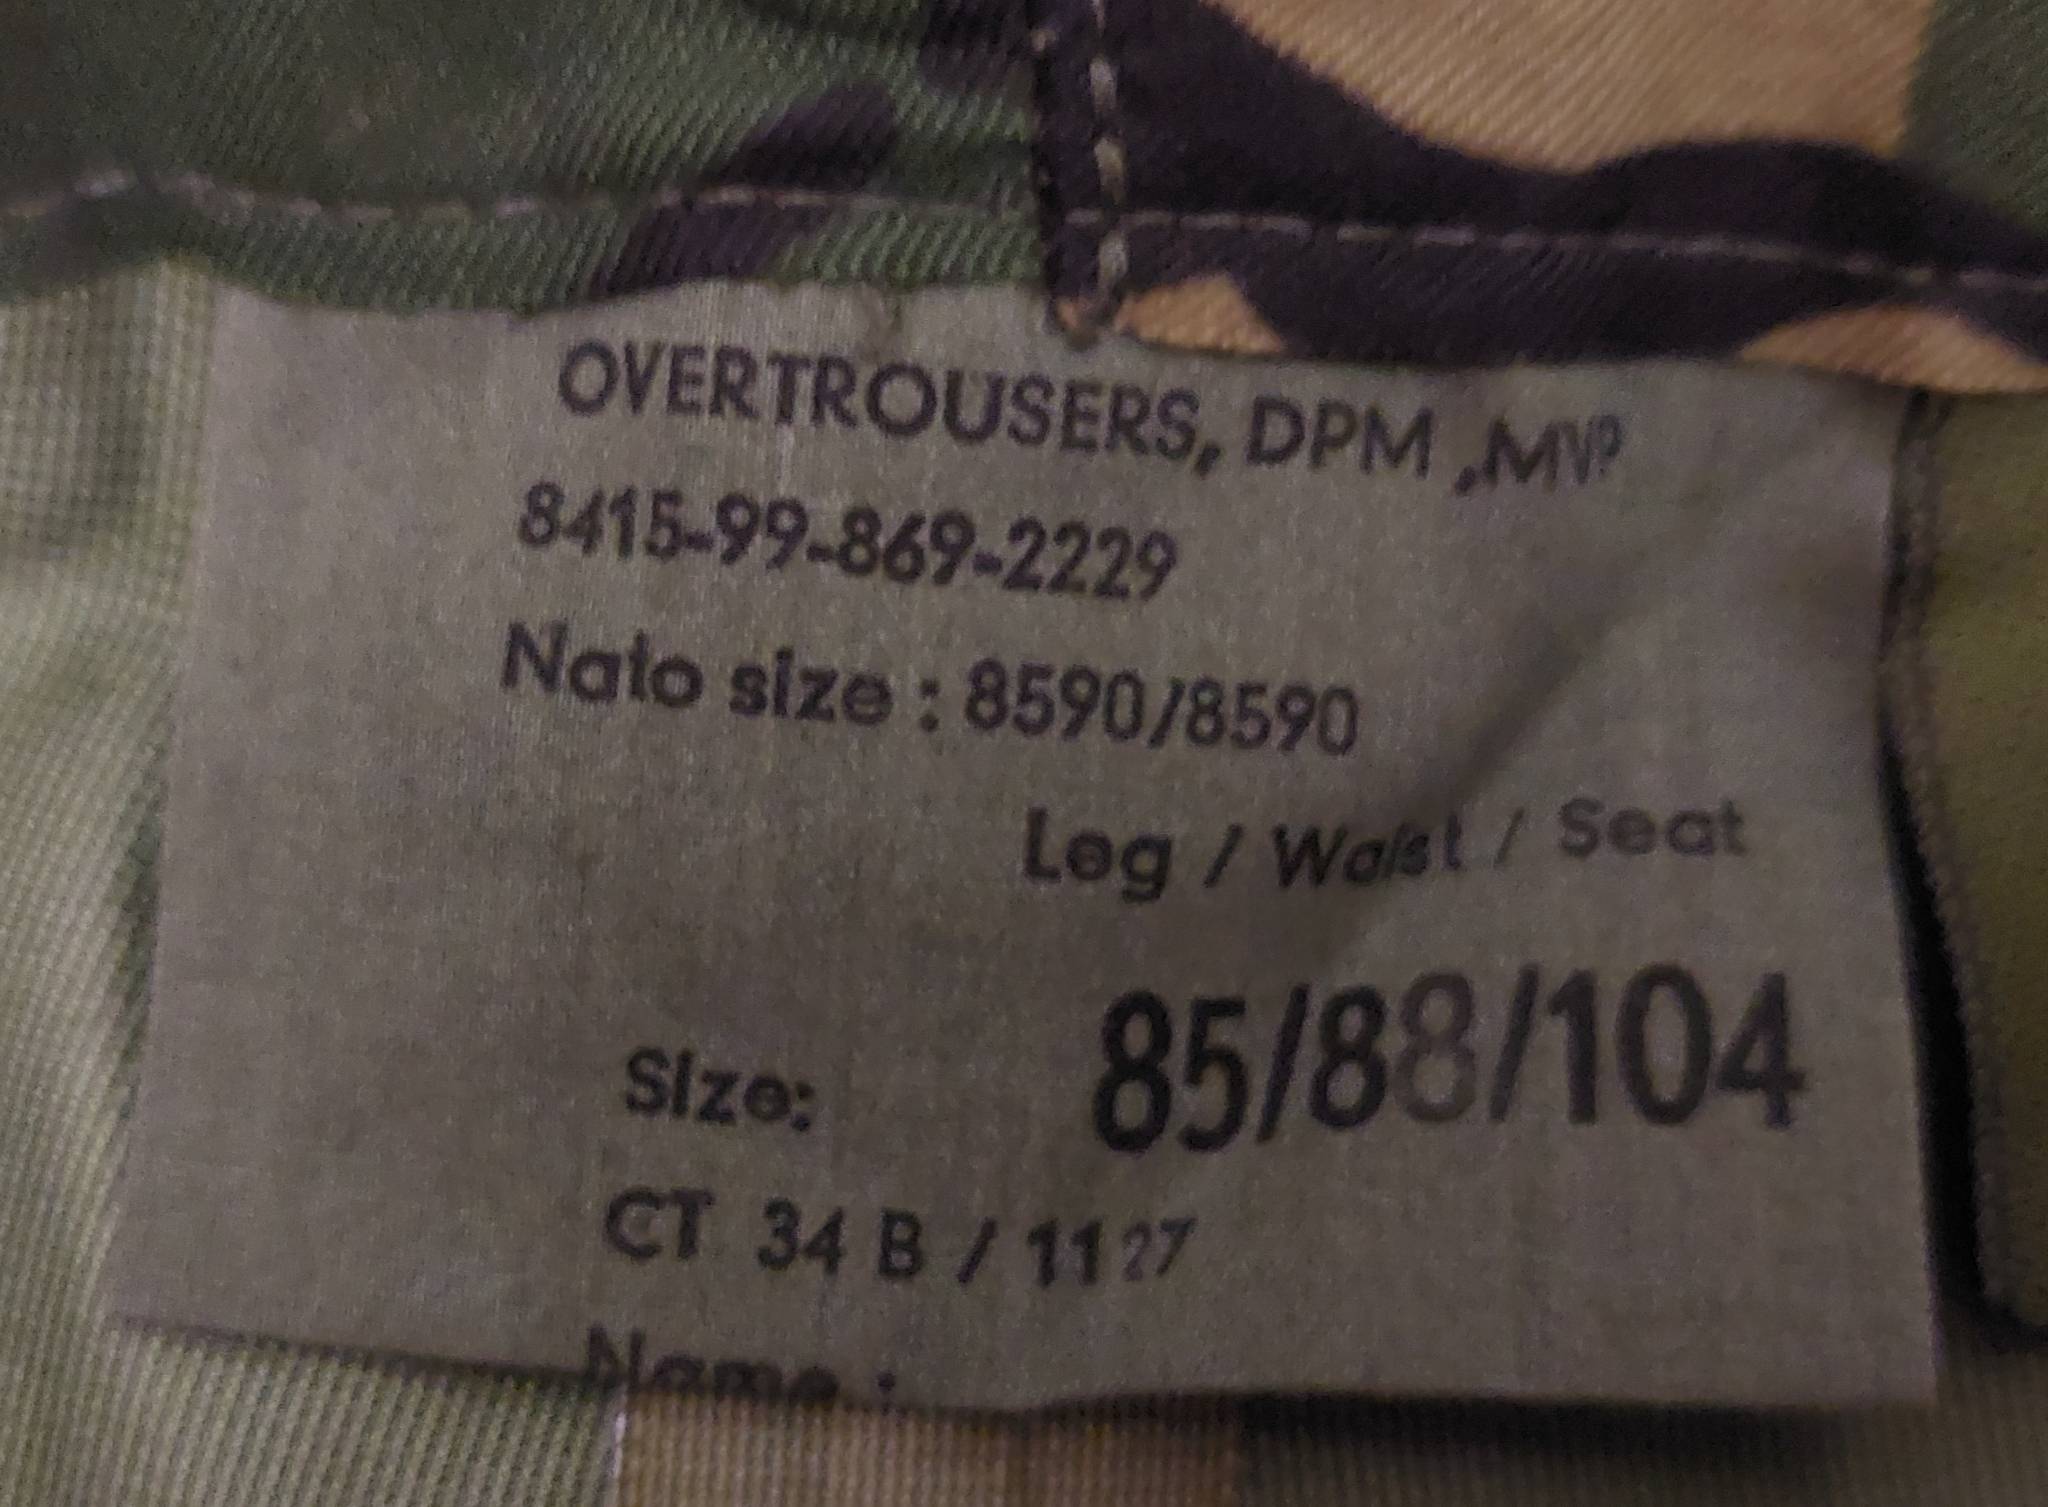 OVERTROUSERS, DPM ,MVP
8415-99-869-2229
Nato size : 8590/8590
Leg / Waist / Seat
Size: 85/88/104
CT 34 B / 1127
Name :